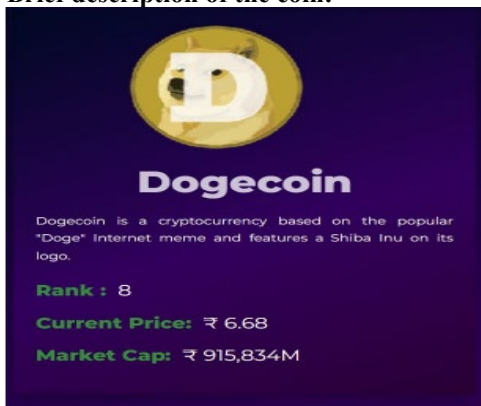 Brief description of the coin:
D
Dogecoin
Dogecoin is a cryptocurrency based on the popular
"Doge" Internet meme and features a Shiba Inu on its
logo.
Rank : 8
Current Price: ₹ 6.68
Market Cap: ₹ 915,834M